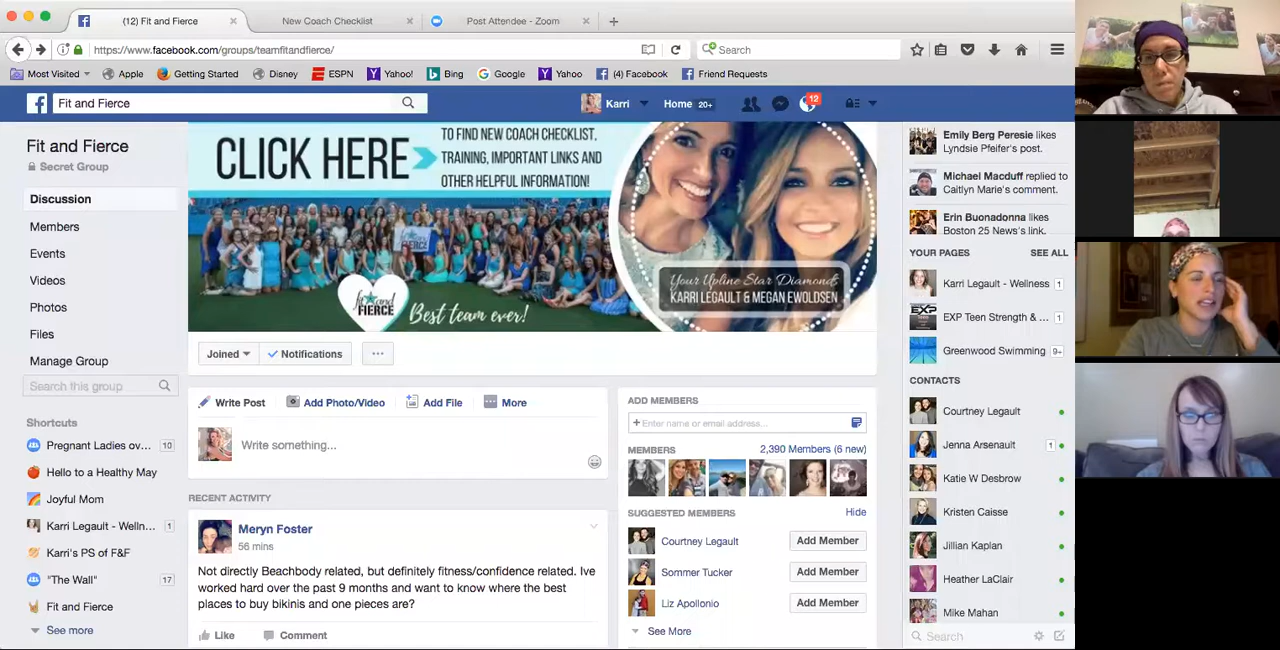 (12) Fit and Fierce
New Coach Checklist
Post Attendee - Zoom
https://www.facebook.com/groups/teamfitandfierce/
Search
Most Visited
Apple
Getting Started
Disney
ESPN
Yahoo!
Bing
Google
Yahoo
(4) Facebook
Friend Requests
Fit and Fierce
Karri
Home 20+
12
Fit and Fierce
Secret Group
Discussion
Members
Events
Videos
Photos
Files
Manage Group
Search this group
Shortcuts
Pregnant Ladies ov... 10
Hello to a Healthy May
Joyful Mom
Karri Legault - Welln... 1
Karri's PS of F&F
"The Wall" 17
Fit and Fierce
See more
CLICK HERE
TO FIND NEW COACH CHECKLIST,
TRAINING, IMPORTANT LINKS AND
OTHER HELPFUL INFORMATION!
fit and
FIERCE
Best team ever!
Your Upline Star Diamonds
KARRI LEGAULT & MEGAN EWOLDSEN
Joined
Notifications
Write Post
Add Photo/Video
Add File
More
Write something...
RECENT ACTIVITY
Meryn Foster
56 mins
Not directly Beachbody related, but definitely fitness/confidence related. Ive
worked hard over the past 9 months and want to know where the best
places to buy bikinis and one pieces are?
Like
Comment
ADD MEMBERS
+ Enter name or email address...
MEMBERS
2,390 Members (6 new)
SUGGESTED MEMBERS
Hide
Courtney Legault
Add Member
Sommer Tucker
Add Member
Liz Apollonio
Add Member
See More
Emily Berg Peresie likes
Lyndsie Pfeifer's post.
Michael Macduff replied to
Caitlyn Marie's comment.
Erin Buonadonna likes
Boston 25 News's link.
YOUR PAGES
SEE ALL
Karri Legault - Wellness 1
EXP Teen Strength & ... 1
Greenwood Swimming 9+
CONTACTS
Courtney Legault
Jenna Arsenault 1
Katie W Desbrow
Kristen Caisse
Jillian Kaplan
Heather LaClair
Mike Mahan
Search